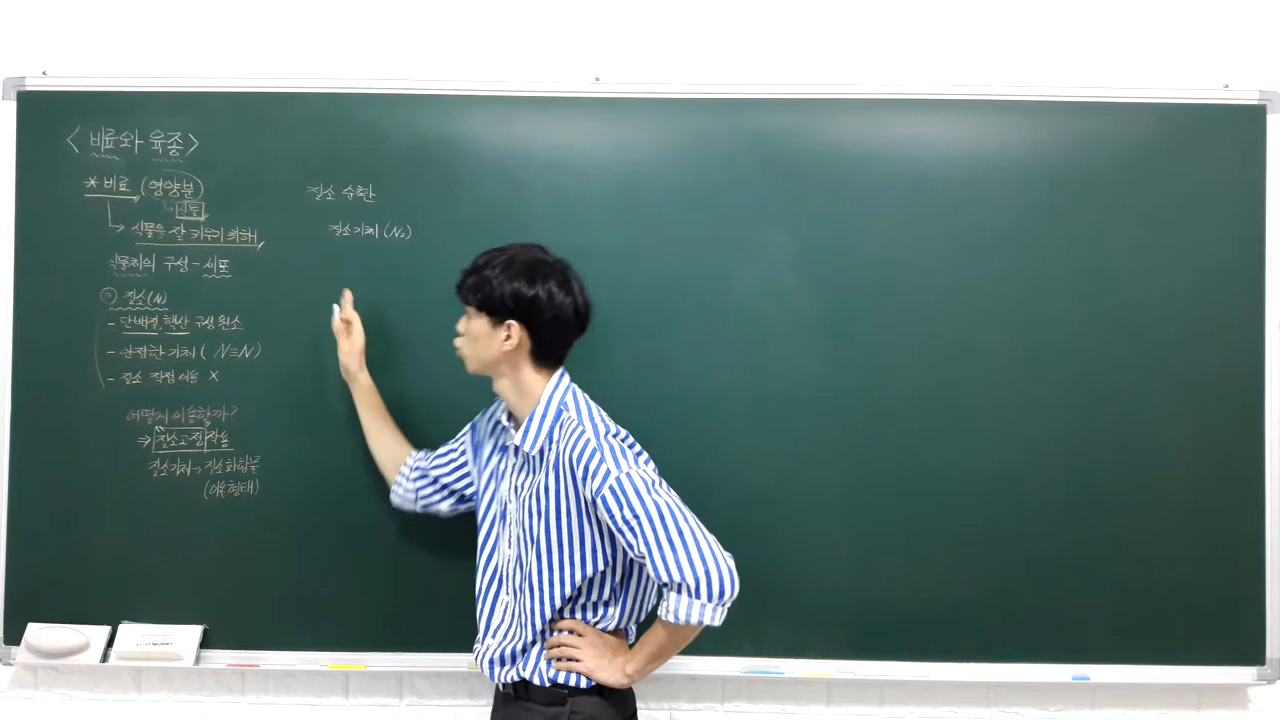 < 비료와 육종 >
* 비료 (영양분)
식물
→ 식물을 잘 키우기 위해
식물체의 구성 - 세포
⊙ 질소(N)
- 단백질, 핵산 구성 원소
- 안정한 기체 ( N≡N )
- 질소 직접 이용 X
어떻게 이용할까?
⇒ 질소고정 작용
질소기체 → 질소화합물
(이온형태)
질소 순환
질소기체 (N₂)